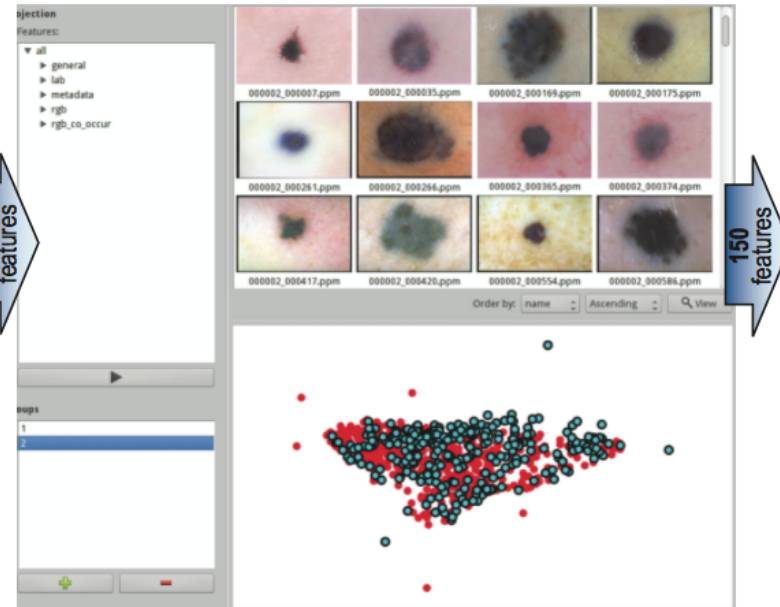 ojection
Features:
all
general
lab
metadata
rgb
rgb_co_occur
features
000002_000007.ppm
000002_000035.ppm
000002_000169.ppm
000002_000175.ppm
000002_000261.ppm
000002_000266.ppm
000002_000365.ppm
000002_000374.ppm
000002_000417.ppm
000002_000420.ppm
000002_000554.ppm
000002_000586.ppm
Order by: name Ascending View
150
features
oups
1
2